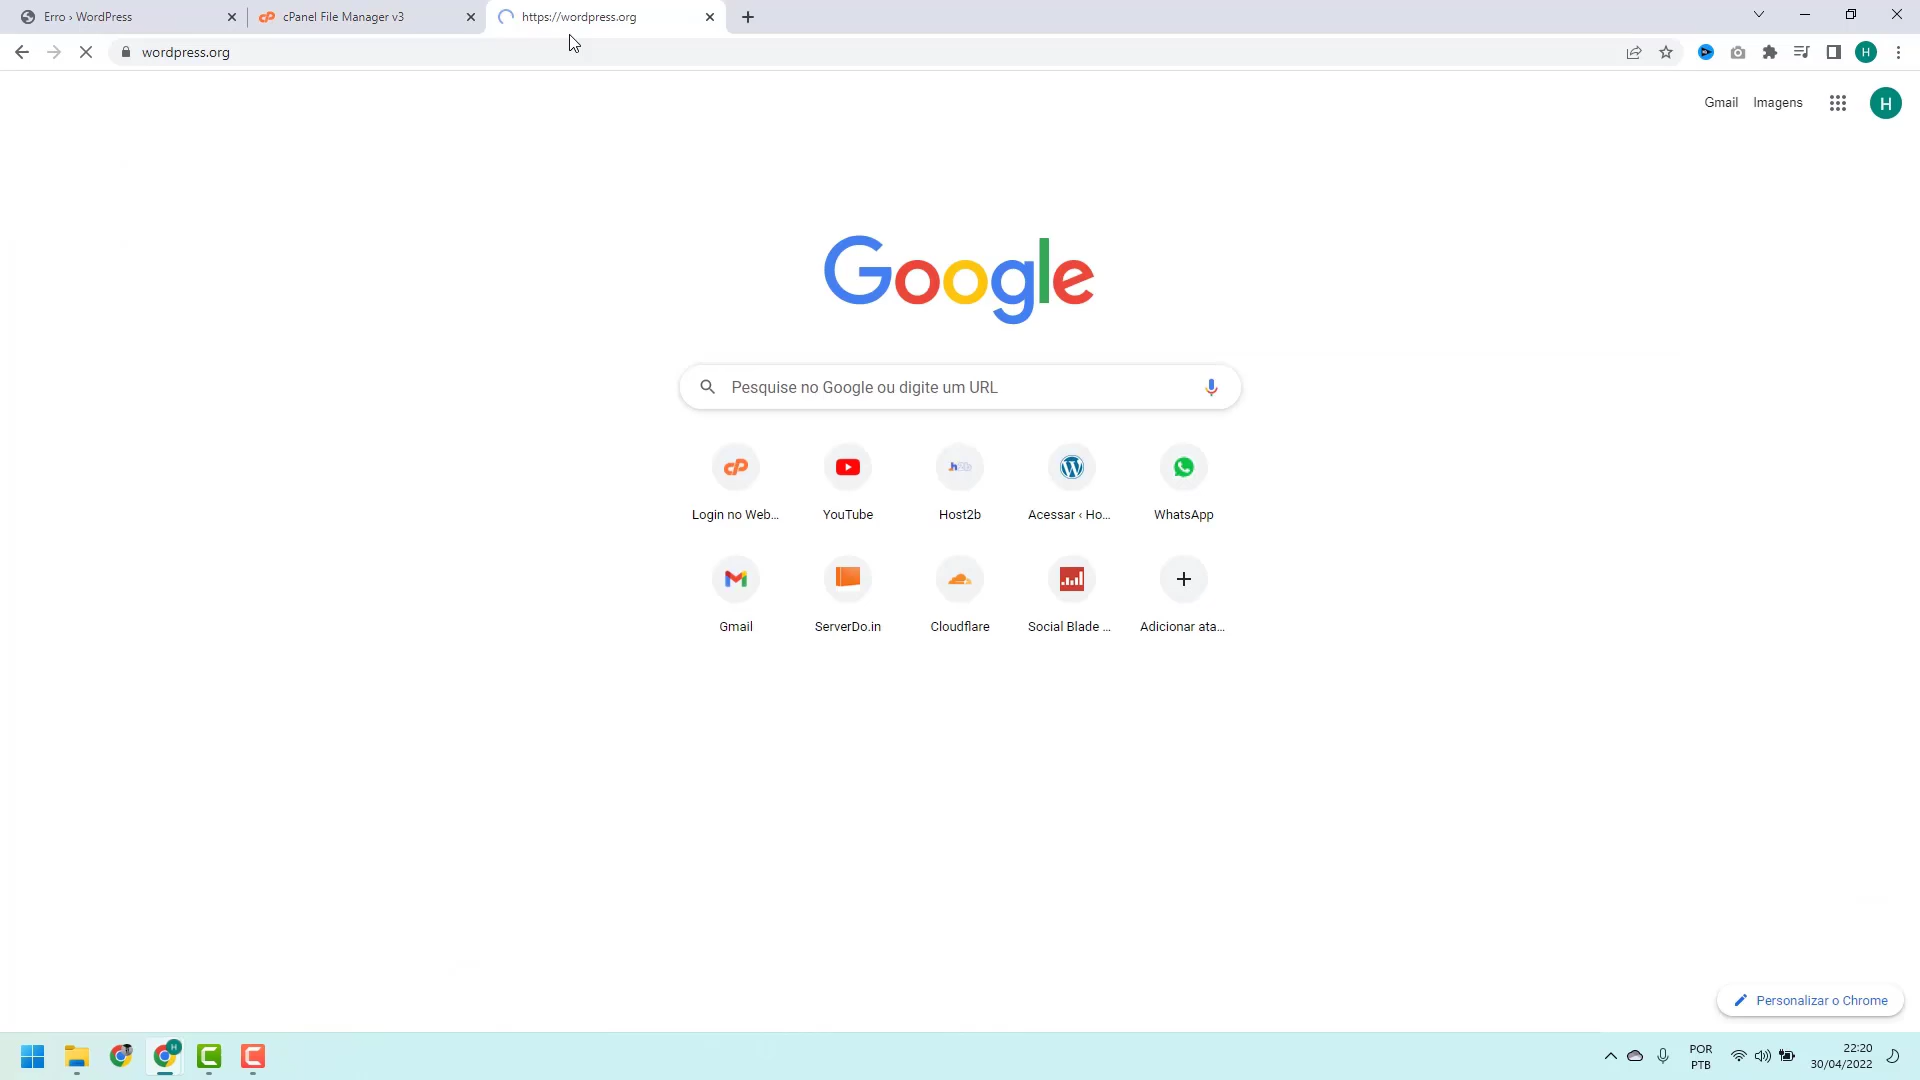 Erro › WordPress
cPanel File Manager v3
https://wordpress.org
wordpress.org
Gmail
Imagens
H
H
Google
Pesquise no Google ou digite um URL
Login no Web...
YouTube
Host2b
Acessar ‹ Ho...
WhatsApp
Gmail
ServerDo.in
Cloudflare
Social Blade ...
Adicionar ata...
Personalizar o Chrome
H
POR
PTB
22:20
30/04/2022